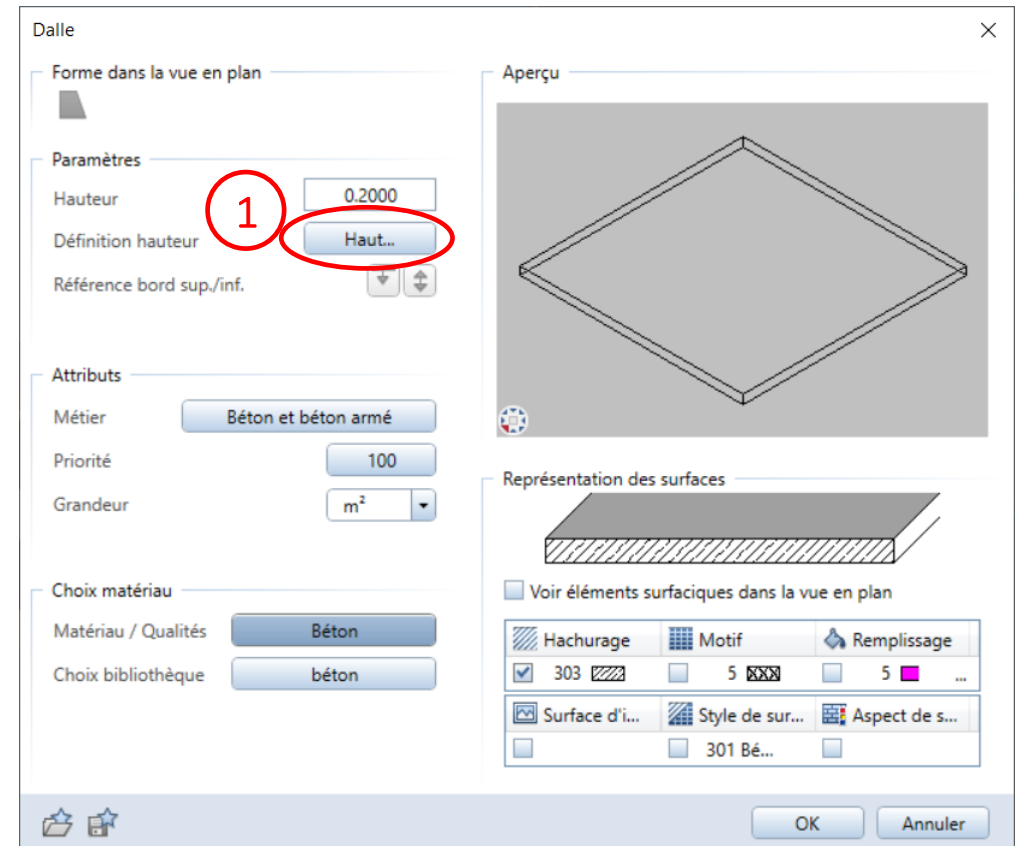 Dalle
Forme dans la vue en plan
Paramètres
Hauteur 0.2000
1
Définition hauteur Haut...
Référence bord sup./inf.
Attributs
Métier Béton et béton armé
Priorité 100
Grandeur m²
Choix matériau
Matériau / Qualités Béton
Choix bibliothèque béton
Aperçu
Représentation des surfaces
Voir éléments surfaciques dans la vue en plan
Hachurage Motif Remplissage
303 5 5 ...
Surface d'i... Style de sur... Aspect de s...
301 Bé...
OK Annuler